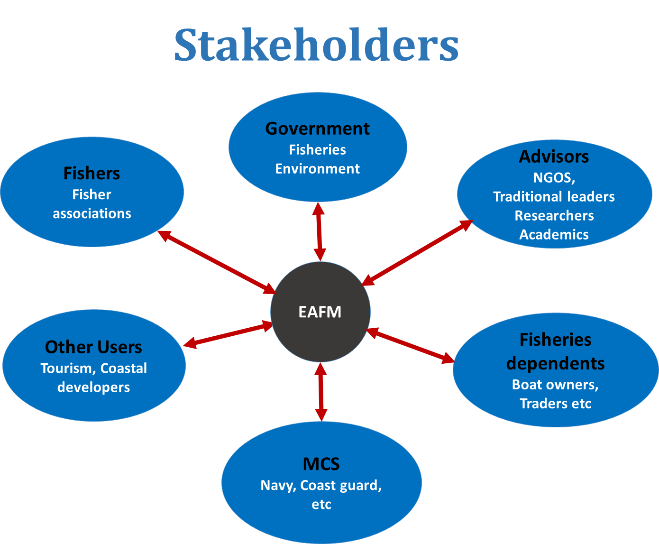 Stakeholders
Government
Fisheries
Environment
Fishers
Fisher
associations
Advisors
NGOS,
Traditional leaders
Researchers
Academics
EAFM
Other Users
Tourism, Coastal
developers
Fisheries
dependents
Boat owners,
Traders etc
MCS
Navy, Coast guard,
etc